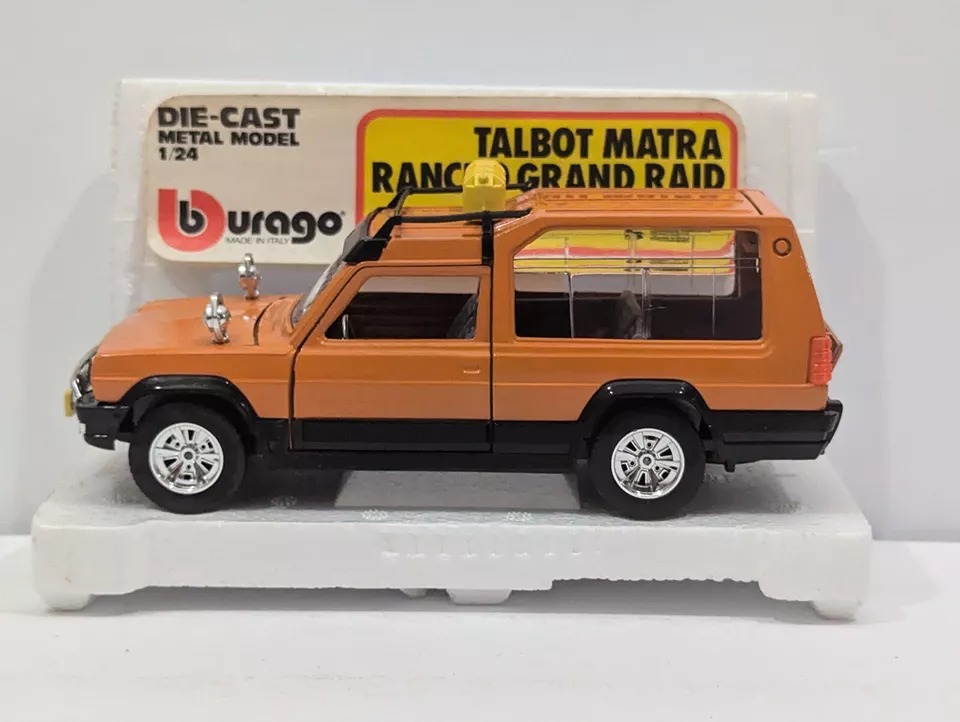 DIE-CAST
METAL MODEL
1/24
burago
MADE IN ITALY
TALBOT MATRA
GRAND RAID